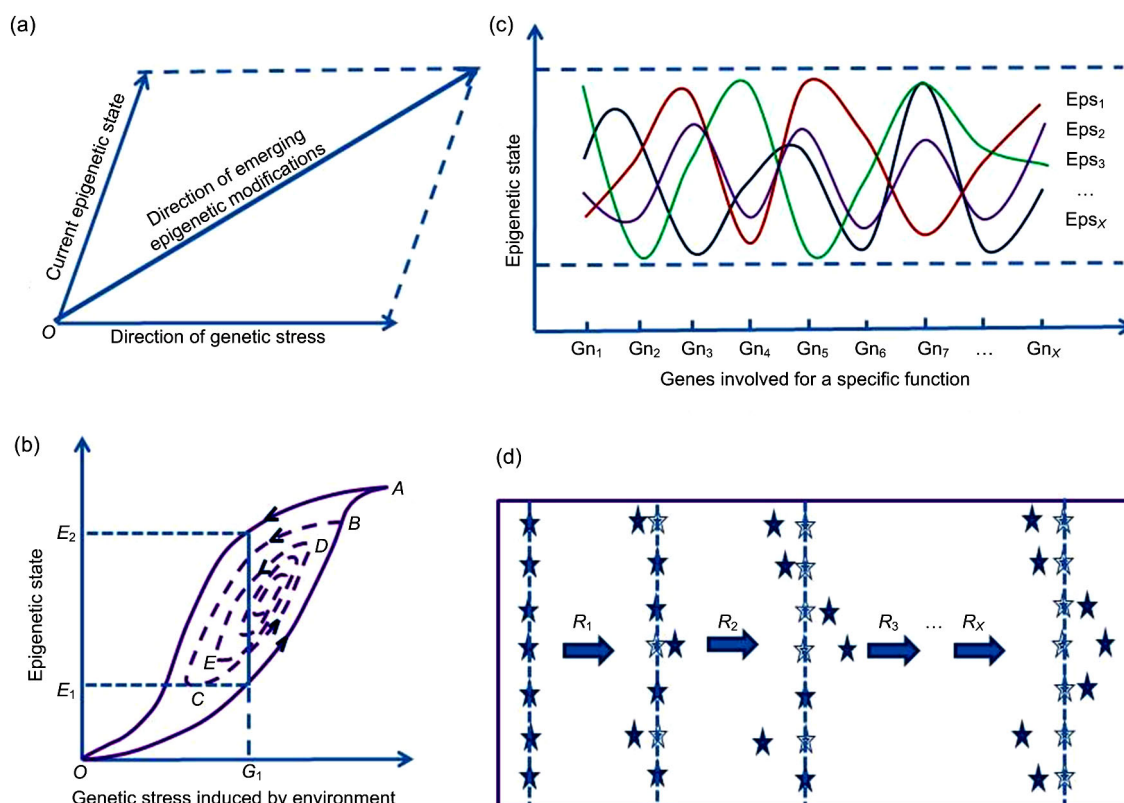 (a)
Current epigenetic state
Direction of emerging
epigenetic modifications
O
Direction of genetic stress
(c)
Epigenetic state
Eps1
Eps2
Eps3
...
EpsX
Gn1 Gn2 Gn3 Gn4 Gn5 Gn6 Gn7 ... GnX
Genes involved for a specific function
(b)
Epigenetic state
A
B
D
E2
E
E1
C
O
G1
Genetic stress induced by environment
(d)
R1 R2 R3 ... RX